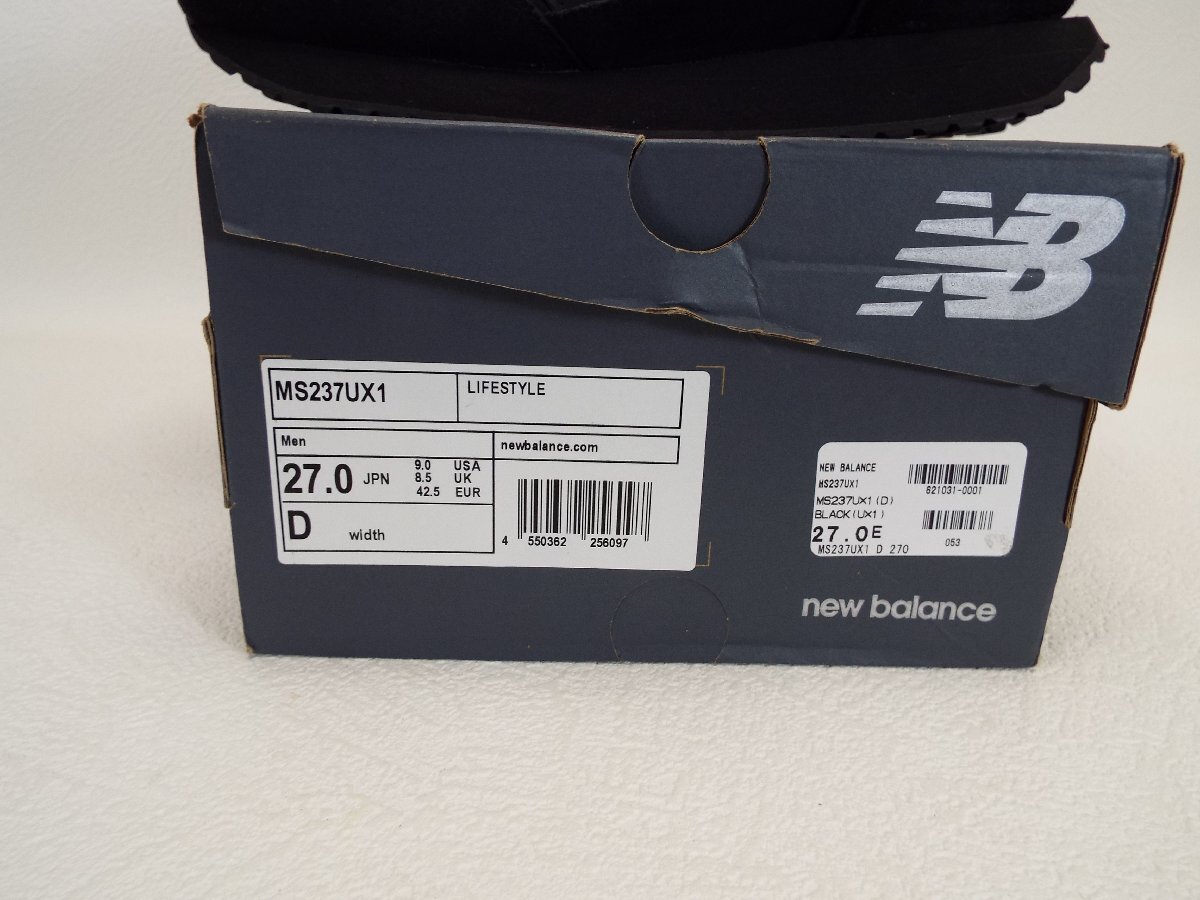 NB
MS237UX1
LIFESTYLE
Men
newbalance.com
27.0 JPN
9.0 USA
8.5 UK
42.5 EUR
D width
4 550362 256097
NEW BALANCE
MS237UX1
621031-0001
MS237UX1(D)
BLACK(UX1)
27.0E
053
MS237UX1 D 270
new balance